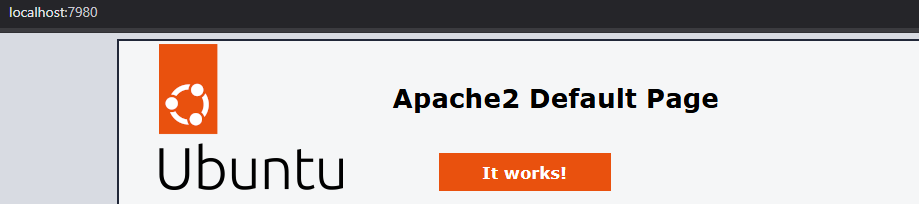 localhost:7980
Apache2 Default Page
Ubuntu
It works!